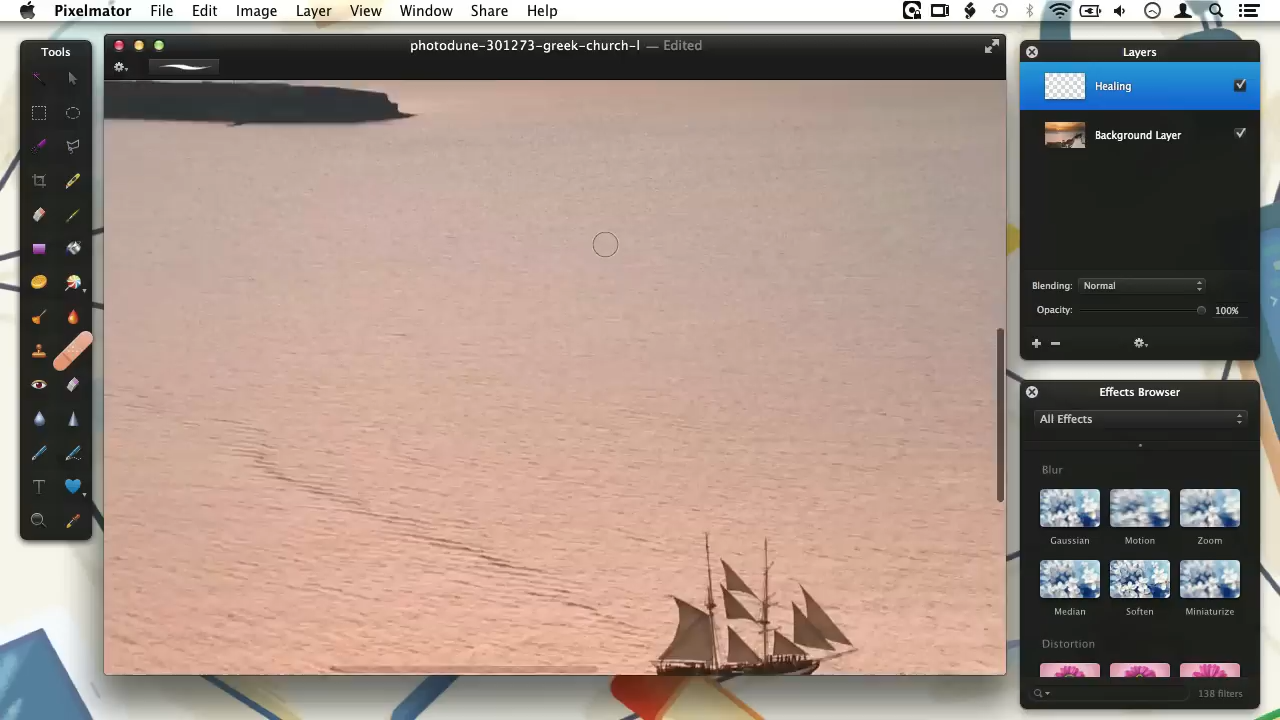 Pixelmator File Edit Image Layer View Window Share Help
Tools
photodune-301273-greek-church-l — Edited
Layers
Healing
Background Layer
Blending: Normal
Opacity: 100%
Effects Browser
All Effects
Blur
Gaussian Motion Zoom
Median Soften Miniaturize
Distortion
138 filters
T